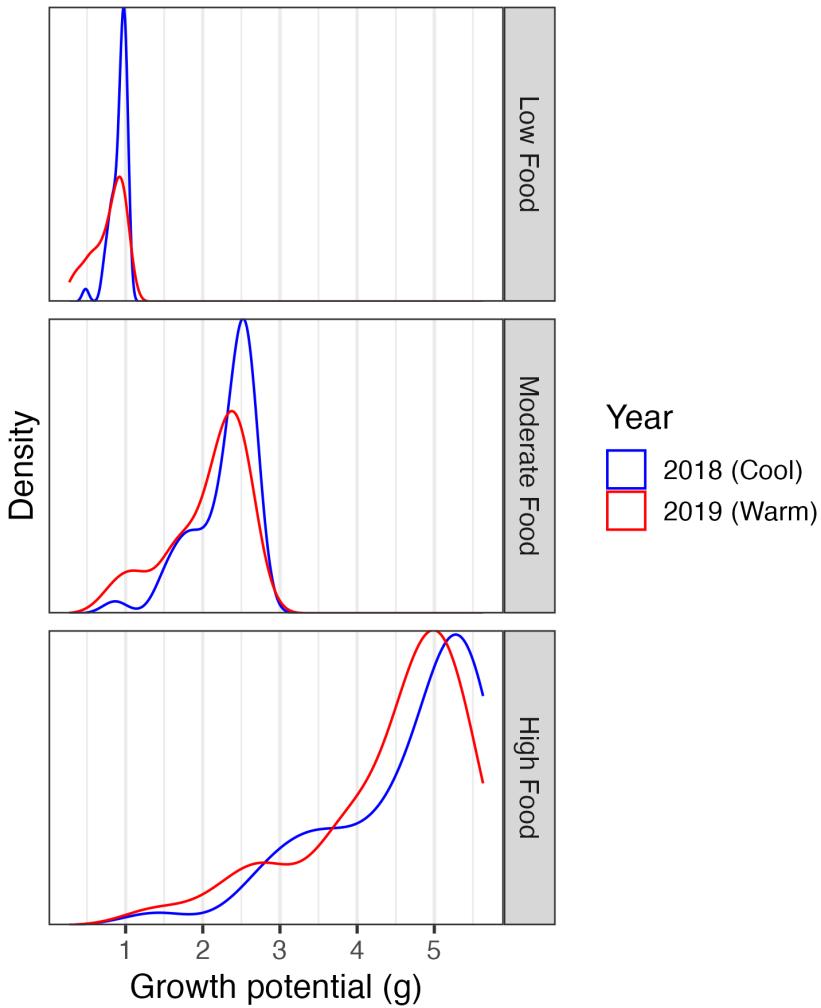 Low Food
Moderate Food
High Food
Density
1 2 3 4 5
Growth potential (g)
Year
2018 (Cool)
2019 (Warm)